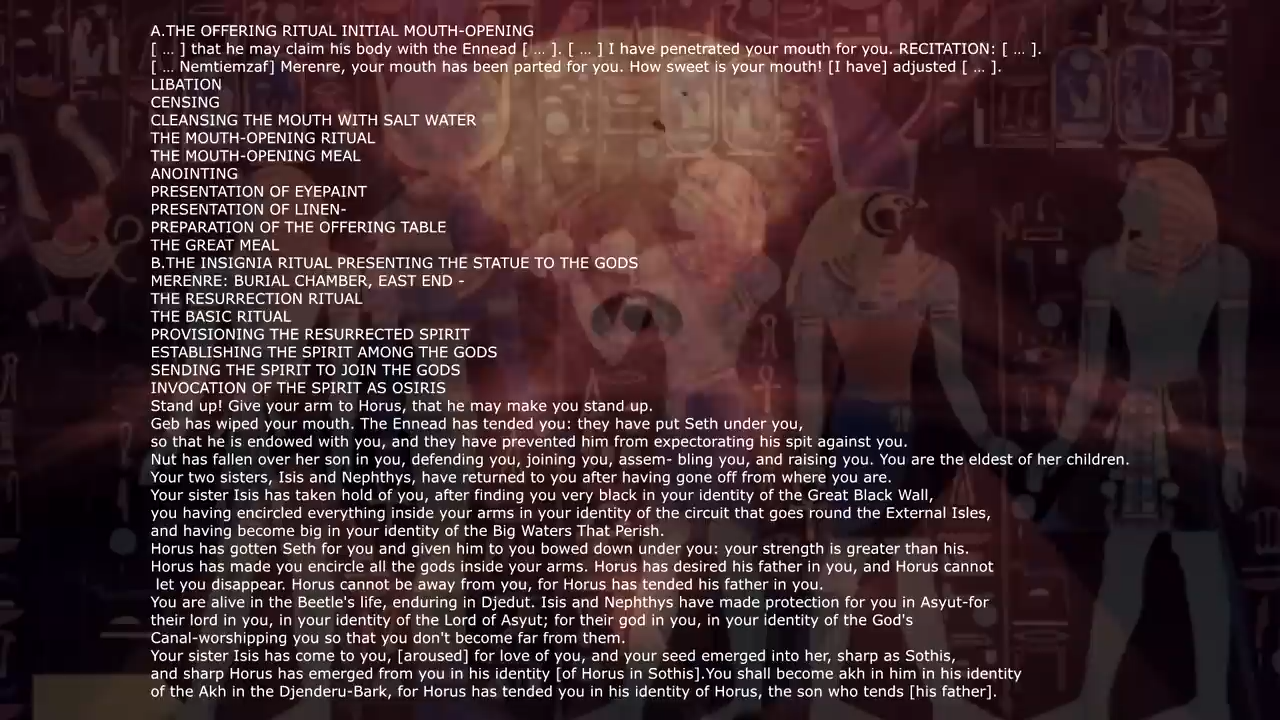 A.THE OFFERING RITUAL INITIAL MOUTH-OPENING
[ … ] that he may claim his body with the Ennead [ … ]. [ … ] I have penetrated your mouth for you. RECITATION: [ … ].
[ … Nemtiemzaf] Merenre, your mouth has been parted for you. How sweet is your mouth! [I have] adjusted [ … ].
LIBATION
CENSING
CLEANSING THE MOUTH WITH SALT WATER
THE MOUTH-OPENING RITUAL
THE MOUTH-OPENING MEAL
ANOINTING
PRESENTATION OF EYEPAINT
PRESENTATION OF LINEN-
PREPARATION OF THE OFFERING TABLE
THE GREAT MEAL
B.THE INSIGNIA RITUAL PRESENTING THE STATUE TO THE GODS
MERENRE: BURIAL CHAMBER, EAST END -
THE RESURRECTION RITUAL
THE BASIC RITUAL
PROVISIONING THE RESURRECTED SPIRIT
ESTABLISHING THE SPIRIT AMONG THE GODS
SENDING THE SPIRIT TO JOIN THE GODS
INVOCATION OF THE SPIRIT AS OSIRIS
Stand up! Give your arm to Horus, that he may make you stand up.
Geb has wiped your mouth. The Ennead has tended you: they have put Seth under you,
so that he is endowed with you, and they have prevented him from expectorating his spit against you.
Nut has fallen over her son in you, defending you, joining you, assem- bling you, and raising you. You are the eldest of her children.
Your two sisters, Isis and Nephthys, have returned to you after having gone off from where you are.
Your sister Isis has taken hold of you, after finding you very black in your identity of the Great Black Wall,
you having encircled everything inside your arms in your identity of the circuit that goes round the External Isles,
and having become big in your identity of the Big Waters That Perish.
Horus has gotten Seth for you and given him to you bowed down under you: your strength is greater than his.
Horus has made you encircle all the gods inside your arms. Horus has desired his father in you, and Horus cannot
let you disappear. Horus cannot be away from you, for Horus has tended his father in you.
You are alive in the Beetle's life, enduring in Djedut. Isis and Nephthys have made protection for you in Asyut-for
their lord in you, in your identity of the Lord of Asyut; for their god in you, in your identity of the God's
Canal-worshipping you so that you don't become far from them.
Your sister Isis has come to you, [aroused] for love of you, and your seed emerged into her, sharp as Sothis,
and sharp Horus has emerged from you in his identity [of Horus in Sothis].You shall become akh in him in his identity
of the Akh in the Djenderu-Bark, for Horus has tended you in his identity of Horus, the son who tends [his father].